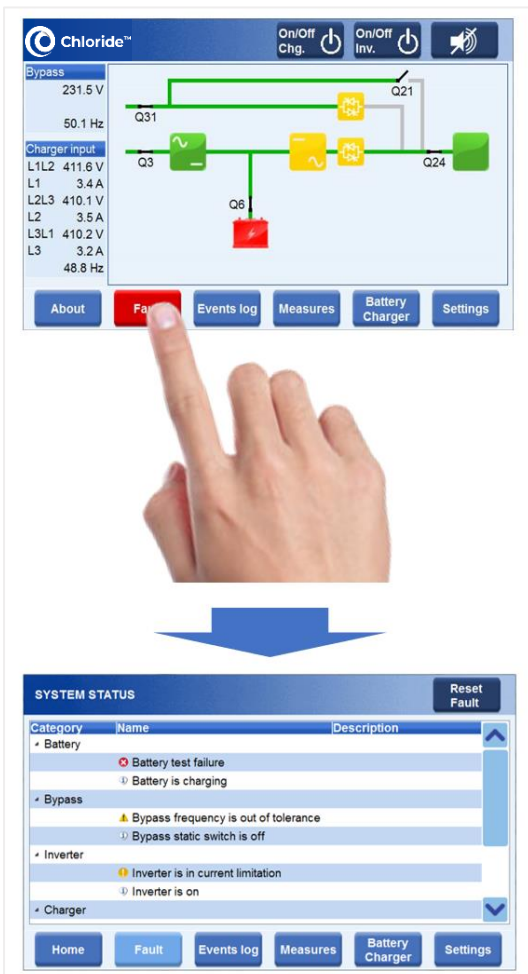 Chloride™
On/Off Chg.
On/Off Inv.
Bypass
231.5 V
50.1 Hz
Charger input
L1L2 411.6 V
L1 3.4 A
L2L3 410.1 V
L2 3.5 A
L3L1 410.2 V
L3 3.2 A
48.8 Hz
Q21
Q31
Q3
Q24
Q6
About
Events log
Measures
Battery Charger
Settings
SYSTEM STATUS
Reset Fault
Category Name Description
Battery
Battery test failure
Battery is charging
Bypass
Bypass frequency is out of tolerance
Bypass static switch is off
Inverter
Inverter is in current limitation
Inverter is on
Charger
Home
Fault
Events log
Measures
Battery Charger
Settings